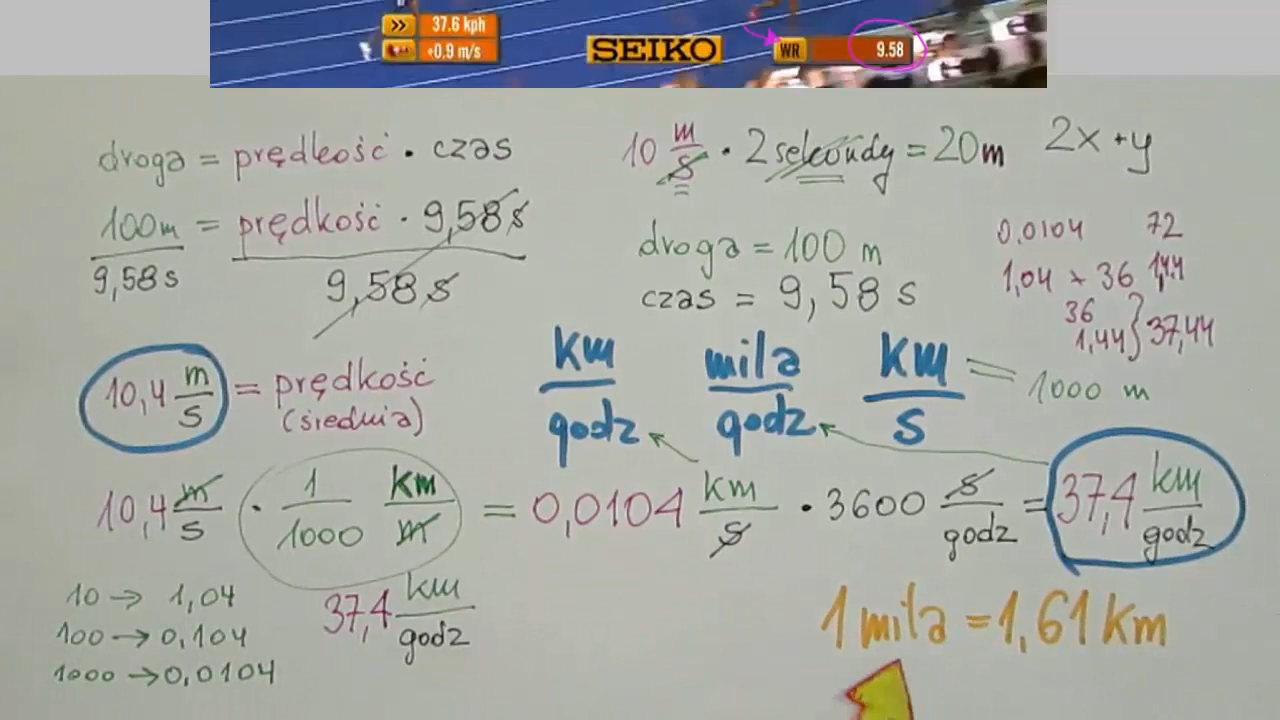 37.6 kph
+0.9 m/s
SEIKO
WR 9.58
droga = prędkość · czas
10 m/s · 2 sekundy = 20 m
2x + y
100m = prędkość · 9,58 s
9,58 s
9,58 s
droga = 100 m
czas = 9,58 s
0.0104 72
1,04 × 36 1,44
36
1,44 } 37,44
10,4 m/s = prędkość
(średnia)
km/godz mila/godz km/s = 1000 m
10,4 m/s · 1/1000 km/m = 0,0104 km/s · 3600 s/godz = 37,4 km/godz
10 → 1,04
100 → 0,104
1000 → 0,0104
37,4 km/godz
1 mila = 1,61 km